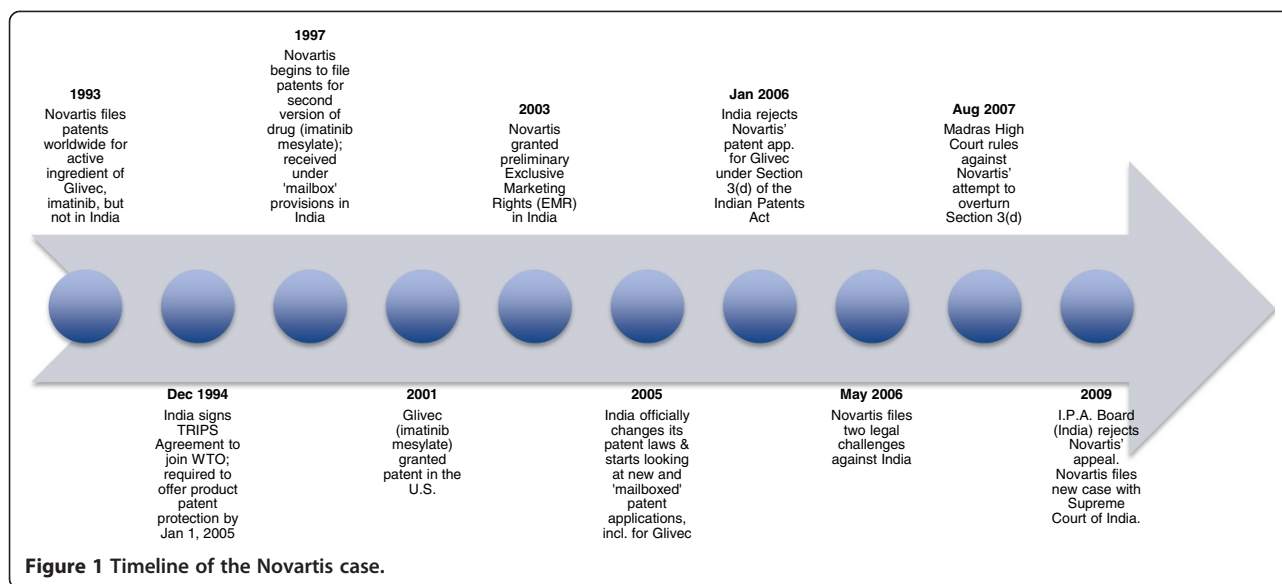 1993
Novartis files
patents
worldwide for
active
ingredient of
Glivec,
imatinib, but
not in India
Dec 1994
India signs
TRIPS
Agreement to
join WTO;
required to
offer product
patent
protection by
Jan 1, 2005
1997
Novartis
begins to file
patents for
second
version of
drug (imatinib
mesylate);
received
under
'mailbox'
provisions in
India
2001
Glivec
(imatinib
mesylate)
granted
patent in the
U.S.
2003
Novartis
granted
preliminary
Exclusive
Marketing
Rights (EMR)
in India
2005
India officially
changes its
patent laws &
starts looking
at new and
'mailboxed'
patent
applications,
incl. for Glivec
Jan 2006
India rejects
Novartis'
patent app.
for Glivec
under Section
3(d) of the
Indian Patents
Act
May 2006
Novartis files
two legal
challenges
against India
Aug 2007
Madras High
Court rules
against
Novartis'
attempt to
overturn
Section 3(d)
2009
I.P.A. Board
(India) rejects
Novartis'
appeal.
Novartis files
new case with
Supreme
Court of India.
Figure 1 Timeline of the Novartis case.